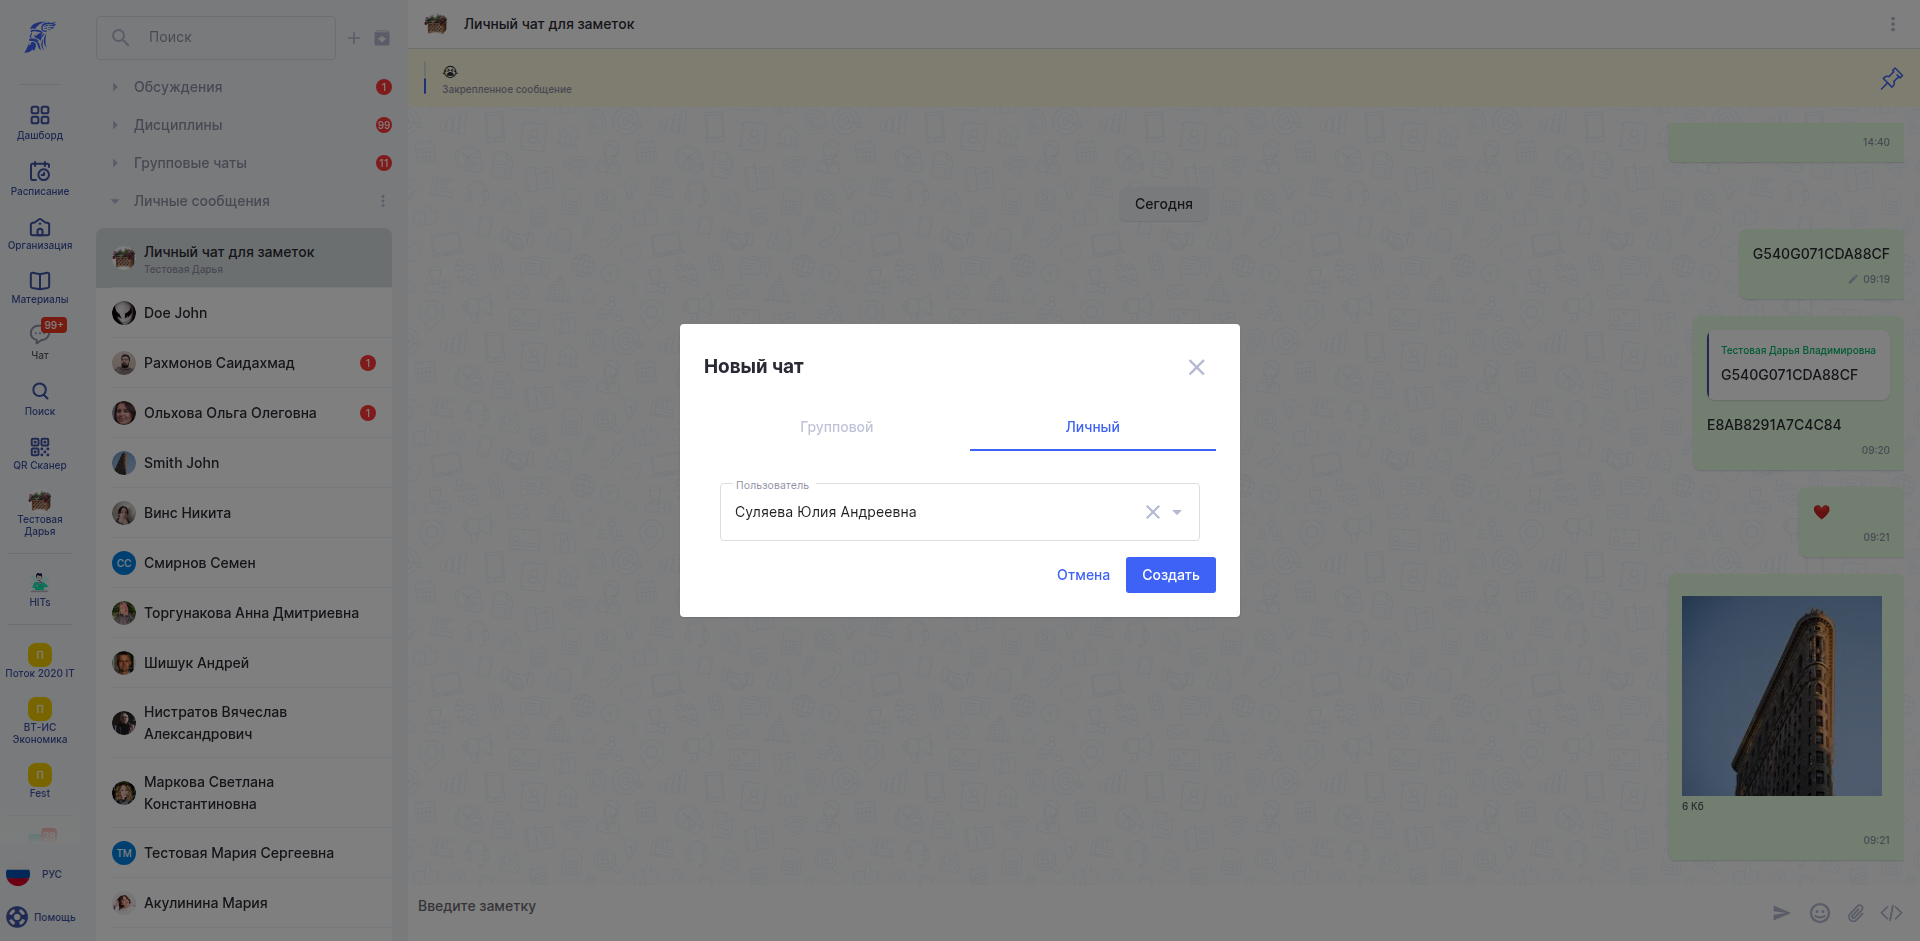 Дашборд
Расписание
Организация
Материалы
99+
Чат
Поиск
QR Сканер
Тестовая
Дарья
HITs
П
Поток 2020 IT
П
ВТ-ИС
Экономика
П
Fest
РУС
Помощь
Поиск
Обсуждения
1
Дисциплины
99
Групповые чаты
11
Личные сообщения
Личный чат для заметок
Тестовая Дарья
Doe John
Рахмонов Саидахмад
1
Ольхова Ольга Олеговна
1
Smith John
Винс Никита
СС
Смирнов Семен
Торгунакова Анна Дмитриевна
Шишук Андрей
Нистратов Вячеслав
Александрович
Маркова Светлана
Константиновна
ТМ
Тестовая Мария Сергеевна
Акулинина Мария
Личный чат для заметок
Закрепленное сообщение
14:40
Сегодня
G540G071CDA88CF
09:19
Тестовая Дарья Владимировна
G540G071CDA88CF
E8AB8291A7C4C84
09:20
09:21
6 Кб
09:21
Введите заметку
Новый чат
Групповой
Личный
Пользователь
Суляева Юлия Андреевна
Отмена
Создать